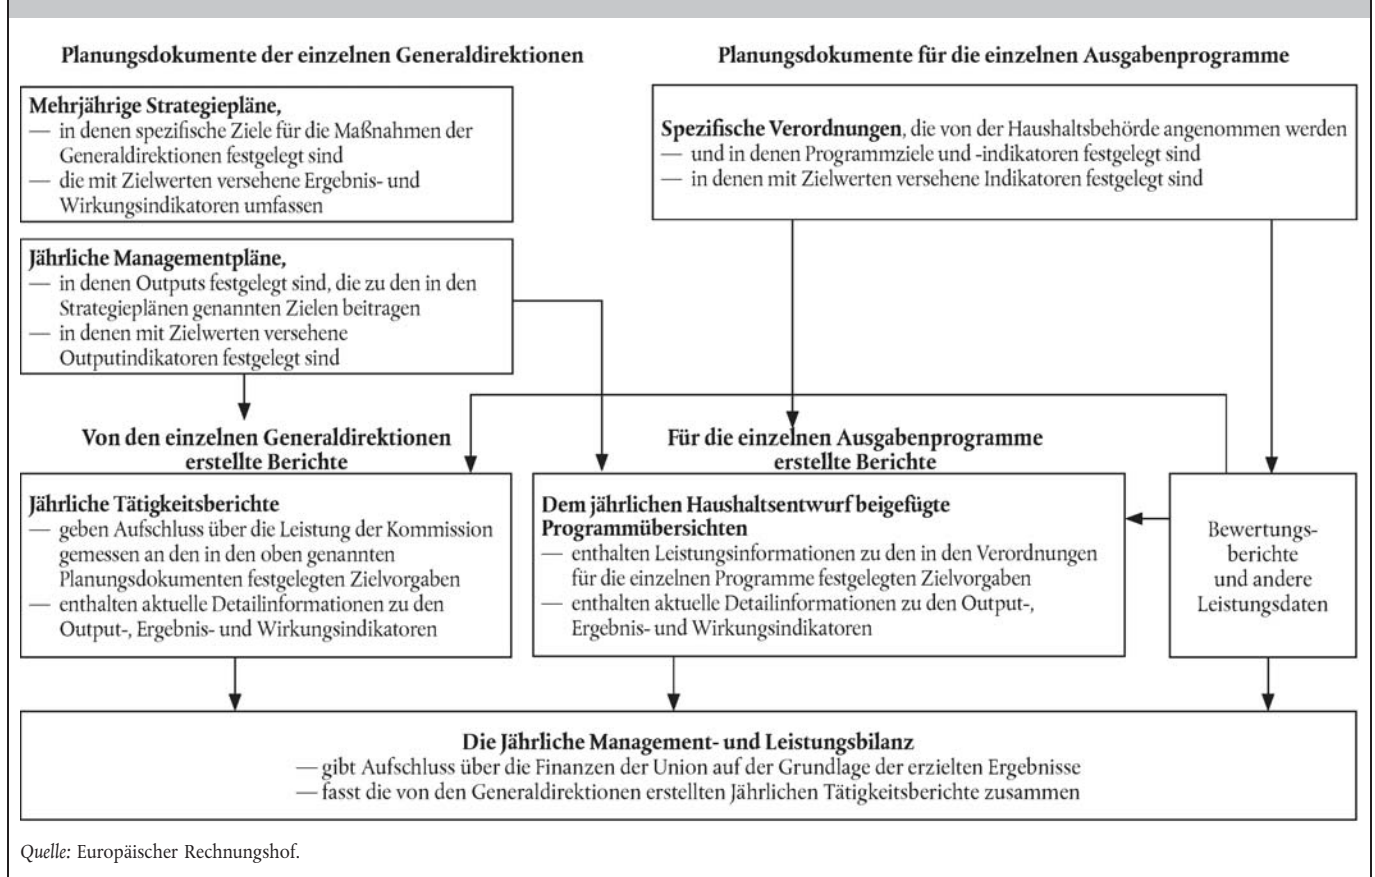 Planungsdokumente der einzelnen Generaldirektionen
Planungsdokumente für die einzelnen Ausgabenprogramme
Mehrjährige Strategiepläne,
— in denen spezifische Ziele für die Maßnahmen der
Generaldirektionen festgelegt sind
— die mit Zielwerten versehene Ergebnis- und
Wirkungsindikatoren umfassen
Spezifische Verordnungen, die von der Haushaltsbehörde angenommen werden
— und in denen Programmziele und -indikatoren festgelegt sind
— in denen mit Zielwerten versehene Indikatoren festgelegt sind
Jährliche Managementpläne,
— in denen Outputs festgelegt sind, die zu den in den
Strategieplänen genannten Zielen beitragen
— in denen mit Zielwerten versehene
Outputindikatoren festgelegt sind
Von den einzelnen Generaldirektionen
erstellte Berichte
Für die einzelnen Ausgabenprogramme
erstellte Berichte
Jährliche Tätigkeitsberichte
— geben Aufschluss über die Leistung der Kommission
gemessen an den in den oben genannten
Planungsdokumenten festgelegten Zielvorgaben
— enthalten aktuelle Detailinformationen zu den
Output-, Ergebnis- und Wirkungsindikatoren
Dem jährlichen Haushaltsentwurf beigefügte
Programmübersichten
— enthalten Leistungsinformationen zu den in den Verordnungen
für die einzelnen Programme festgelegten Zielvorgaben
— enthalten aktuelle Detailinformationen zu den Output-,
Ergebnis- und Wirkungsindikatoren
Bewertungs-
berichte
und andere
Leistungsdaten
Die Jährliche Management- und Leistungsbilanz
— gibt Aufschluss über die Finanzen der Union auf der Grundlage der erzielten Ergebnisse
— fasst die von den Generaldirektionen erstellten Jährlichen Tätigkeitsberichte zusammen
Quelle: Europäischer Rechnungshof.